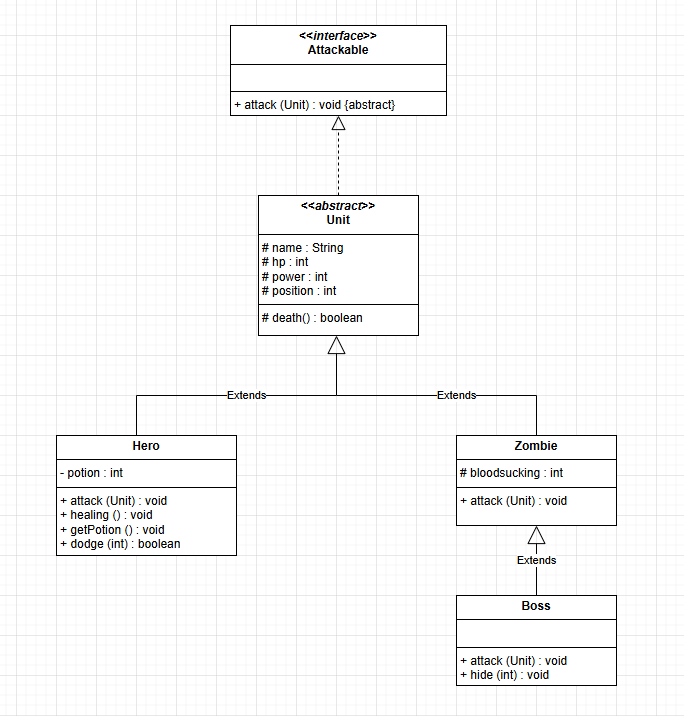 <<interface>>
Attackable
+ attack (Unit) : void {abstract}
<<abstract>>
Unit
# name : String
# hp : int
# power : int
# position : int
# death() : boolean
Extends
Extends
Hero
- potion : int
+ attack (Unit) : void
+ healing () : void
+ getPotion () : void
+ dodge (int) : boolean
Zombie
# bloodsucking : int
+ attack (Unit) : void
Extends
Boss
+ attack (Unit) : void
+ hide (int) : void